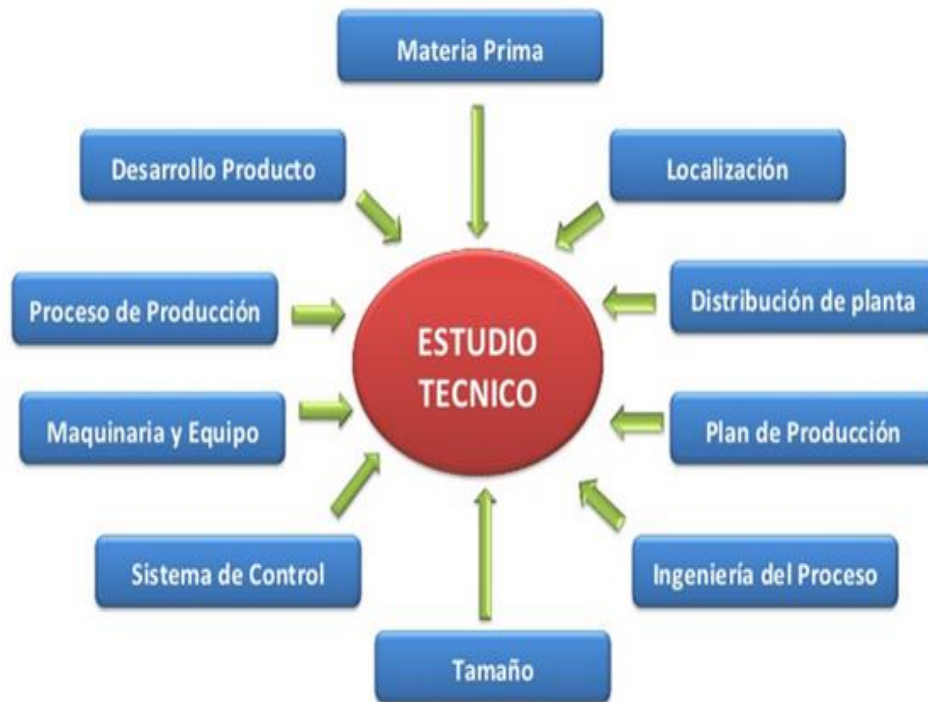 Materia Prima
Desarrollo Producto
Localización
Proceso de Producción
Distribución de planta
ESTUDIO
TECNICO
Maquinaria y Equipo
Plan de Producción
Sistema de Control
Ingeniería del Proceso
Tamaño